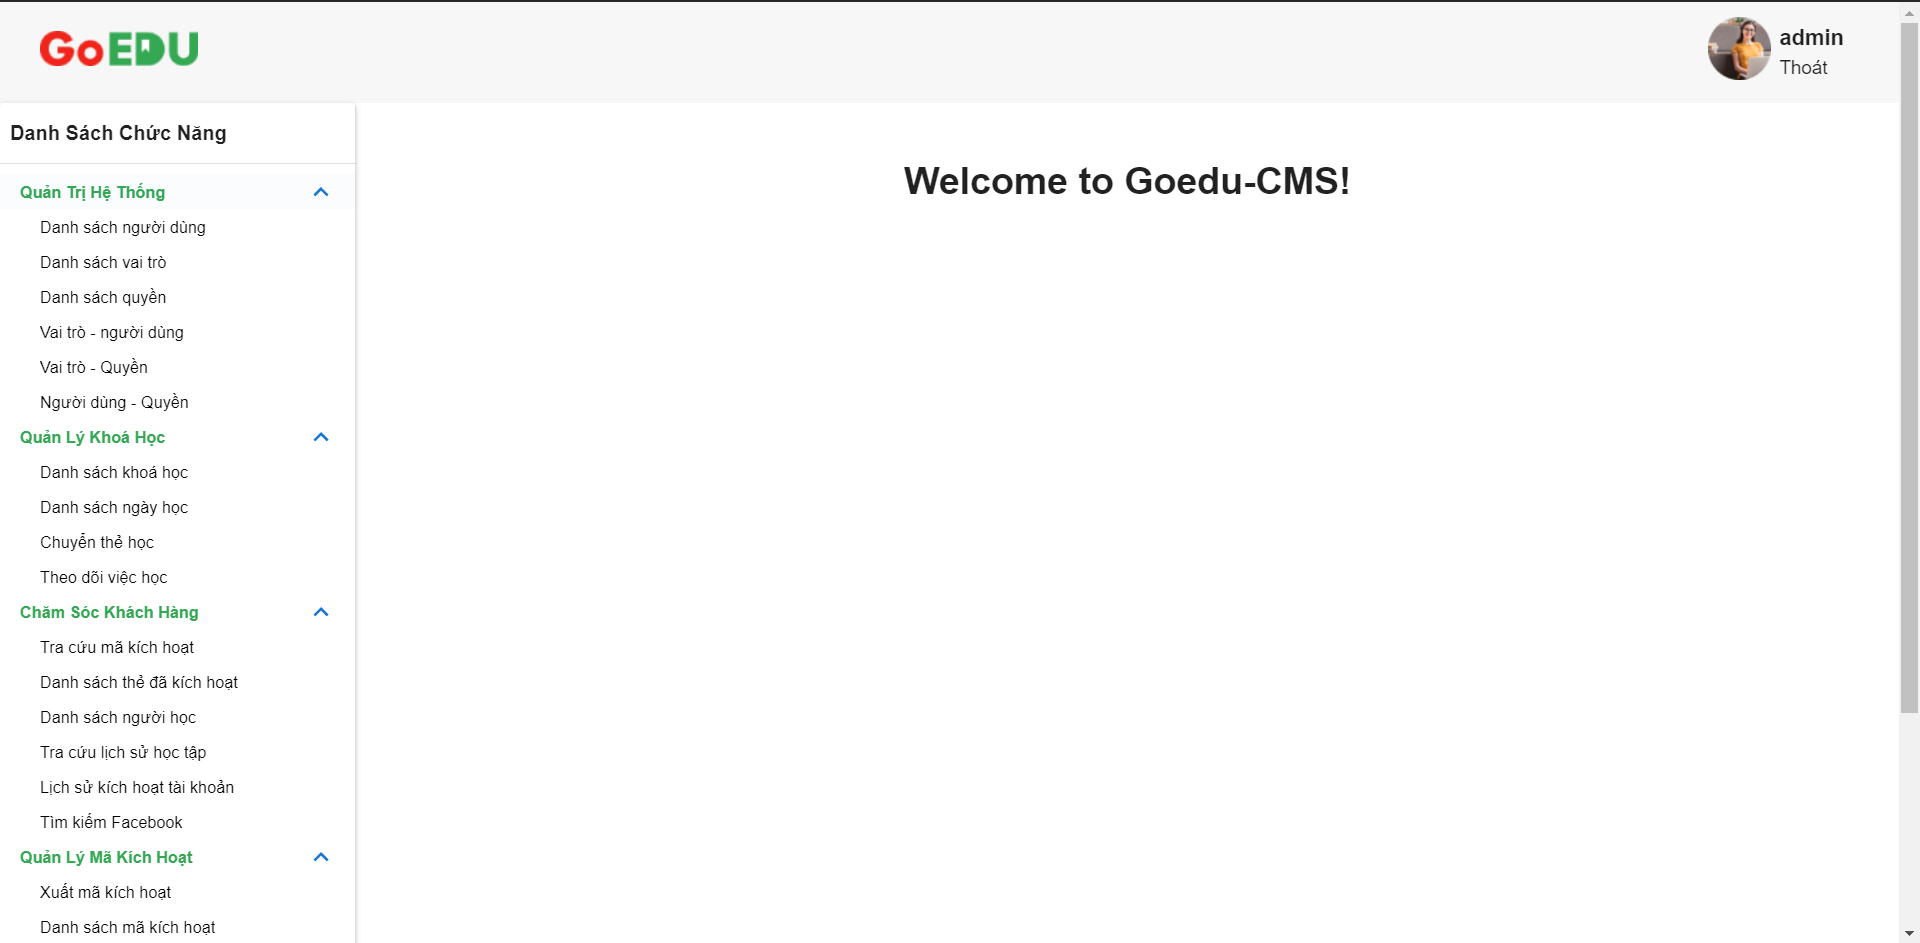 GoEDU
admin
Thoát
Danh Sách Chức Năng
Quản Trị Hệ Thống
Danh sách người dùng
Danh sách vai trò
Danh sách quyền
Vai trò - người dùng
Vai trò - Quyền
Người dùng - Quyền
Quản Lý Khoá Học
Danh sách khoá học
Danh sách ngày học
Chuyển thẻ học
Theo dõi việc học
Chăm Sóc Khách Hàng
Tra cứu mã kích hoạt
Danh sách thẻ đã kích hoạt
Danh sách người học
Tra cứu lịch sử học tập
Lịch sử kích hoạt tài khoản
Tìm kiếm Facebook
Quản Lý Mã Kích Hoạt
Xuất mã kích hoạt
Danh sách mã kích hoạt
Welcome to Goedu-CMS!